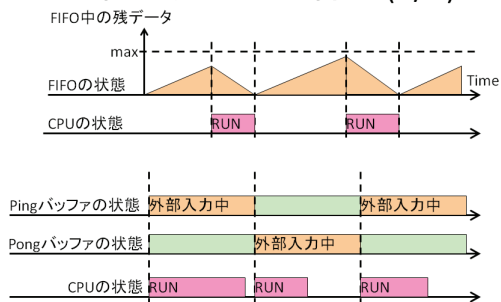 FIFO中の残データ
max
Time
FIFOの状態
CPUの状態 RUN RUN
Pingバッファの状態 外部入力中 外部入力中
Pongバッファの状態 外部入力中
CPUの状態 RUN RUN RUN